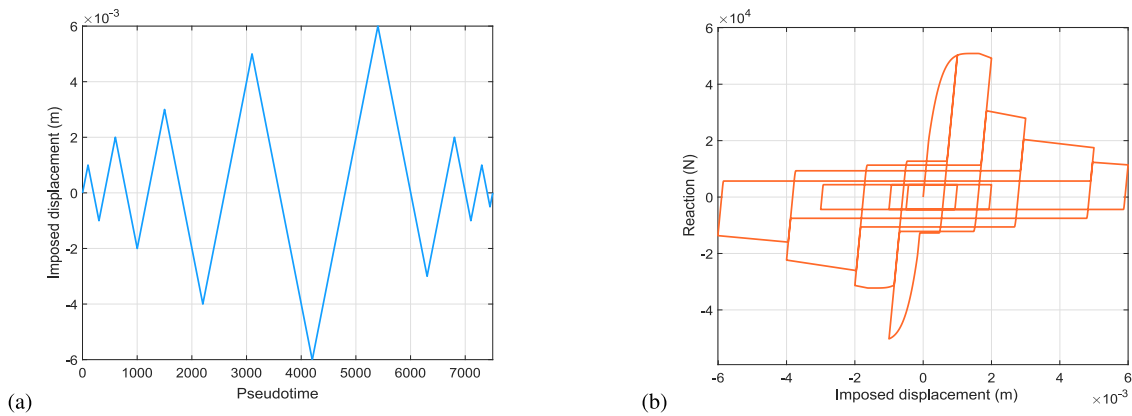 ×10-3
6
4
2
0
-2
-4
-6
Imposed displacement (m)
0 1000 2000 3000 4000 5000 6000 7000
Pseudotime
(a)
×10⁴
6
4
2
0
-2
-4
Reaction (N)
-6 -4 -2 0 2 4 6
Imposed displacement (m)
×10-3
(b)